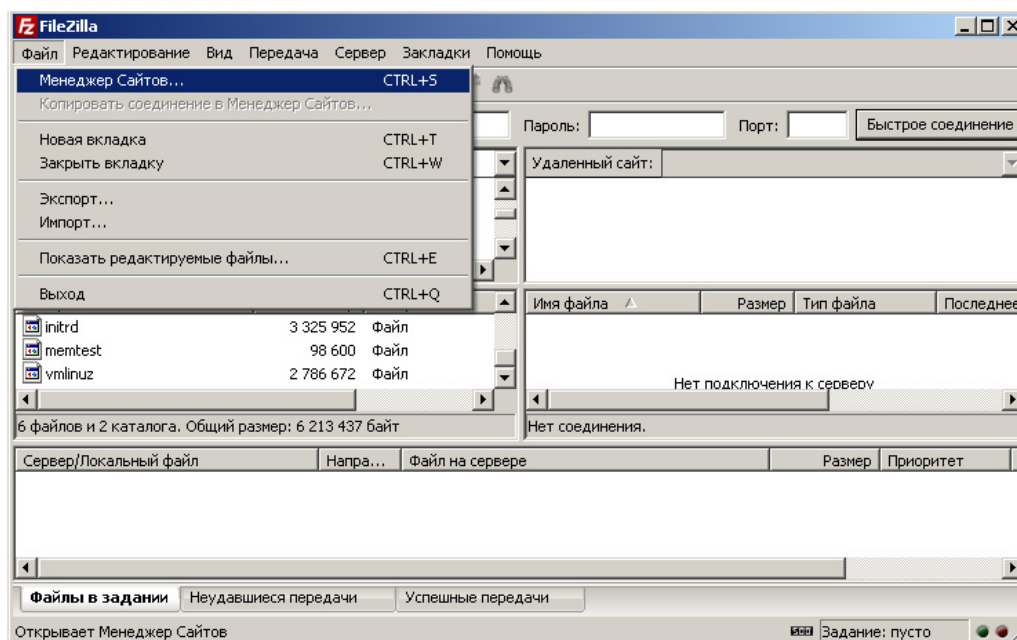 FileZilla
Файл Редактирование Вид Передача Сервер Закладки Помощь
Менеджер Сайтов... CTRL+S
Копировать соединение в Менеджер Сайтов...
Новая вкладка CTRL+T
Закрыть вкладку CTRL+W
Экспорт...
Импорт...
Показать редактируемые файлы... CTRL+E
Выход CTRL+Q
Пароль: Порт: Быстрое соединение
Удаленный сайт:
initrd 3 325 952 Файл
memtest 98 600 Файл
vmlinuz 2 786 672 Файл
6 файлов и 2 каталога. Общий размер: 6 213 437 байт
Имя файла Размер Тип файла Последнее
Нет подключения к серверу
Нет соединения.
Сервер/Локальный файл Напра... Файл на сервере Размер Приоритет
Файлы в задании Неудавшиеся передачи Успешные передачи
Открывает Менеджер Сайтов Задание: пусто